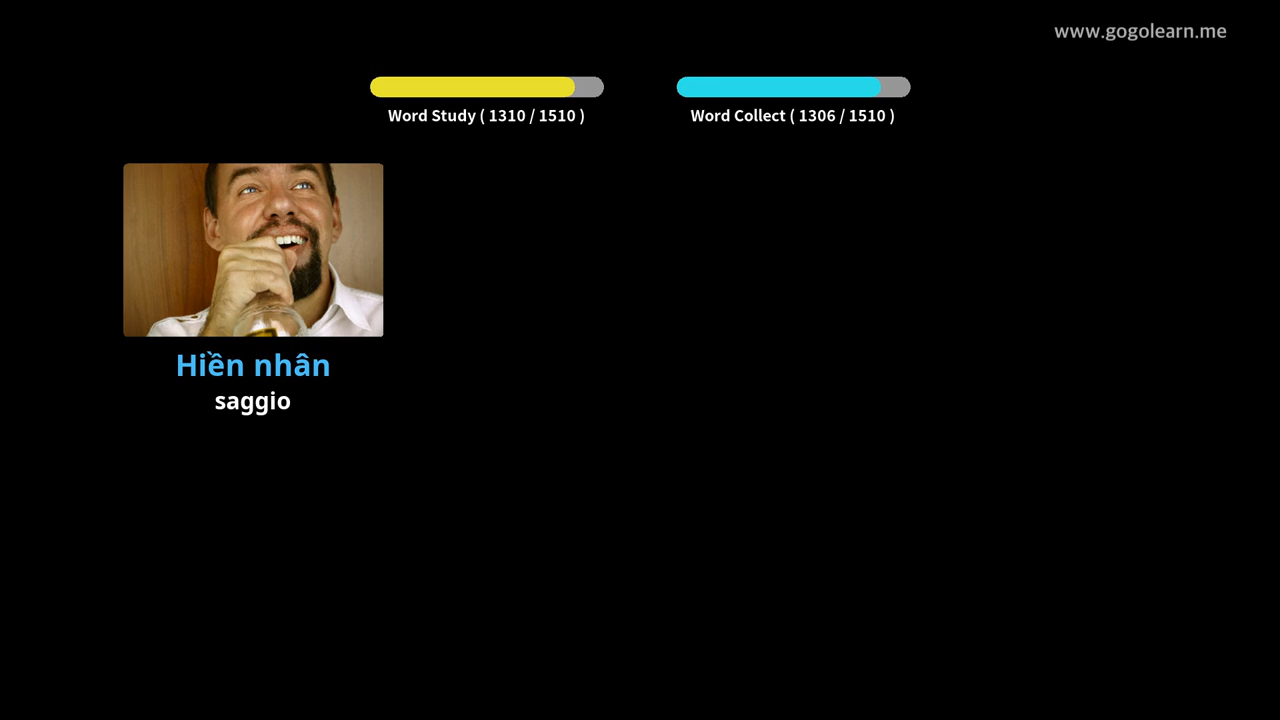 www.gogolearn.me
Word Study ( 1310 / 1510 )
Word Collect ( 1306 / 1510 )
Hiền nhân
saggio